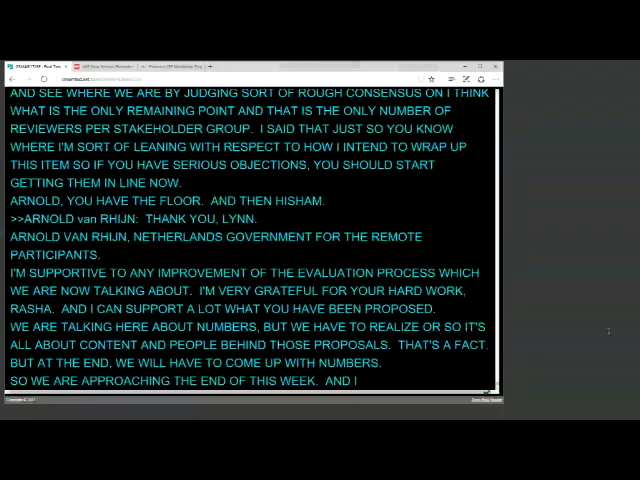 AND SEE WHERE WE ARE BY JUDGING SORT OF ROUGH CONSENSUS ON I THINK
WHAT IS THE ONLY REMAINING POINT AND THAT IS THE ONLY NUMBER OF
REVIEWERS PER STAKEHOLDER GROUP.  I SAID THAT JUST SO YOU KNOW
WHERE I'M SORT OF LEANING WITH RESPECT TO HOW I INTEND TO WRAP UP
THIS ITEM SO IF YOU HAVE SERIOUS OBJECTIONS, YOU SHOULD START
GETTING THEM IN LINE NOW.
ARNOLD, YOU HAVE THE FLOOR.  AND THEN HISHAM.
>>ARNOLD van RHIJN:  THANK YOU, LYNN.
ARNOLD VAN RHIJN, NETHERLANDS GOVERNMENT FOR THE REMOTE
PARTICIPANTS.
I'M SUPPORTIVE TO ANY IMPROVEMENT OF THE EVALUATION PROCESS WHICH
WE ARE NOW TALKING ABOUT.  I'M VERY GRATEFUL FOR YOUR HARD WORK,
RASHA.  AND I CAN SUPPORT A LOT WHAT YOU HAVE BEEN PROPOSED.
WE ARE TALKING HERE ABOUT NUMBERS, BUT WE HAVE TO REALIZE OR SO IT'S
ALL ABOUT CONTENT AND PEOPLE BEHIND THOSE PROPOSALS.  THAT'S A FACT.
BUT AT THE END, WE WILL HAVE TO COME UP WITH NUMBERS.
SO WE ARE APPROACHING THE END OF THIS WEEK.  AND I